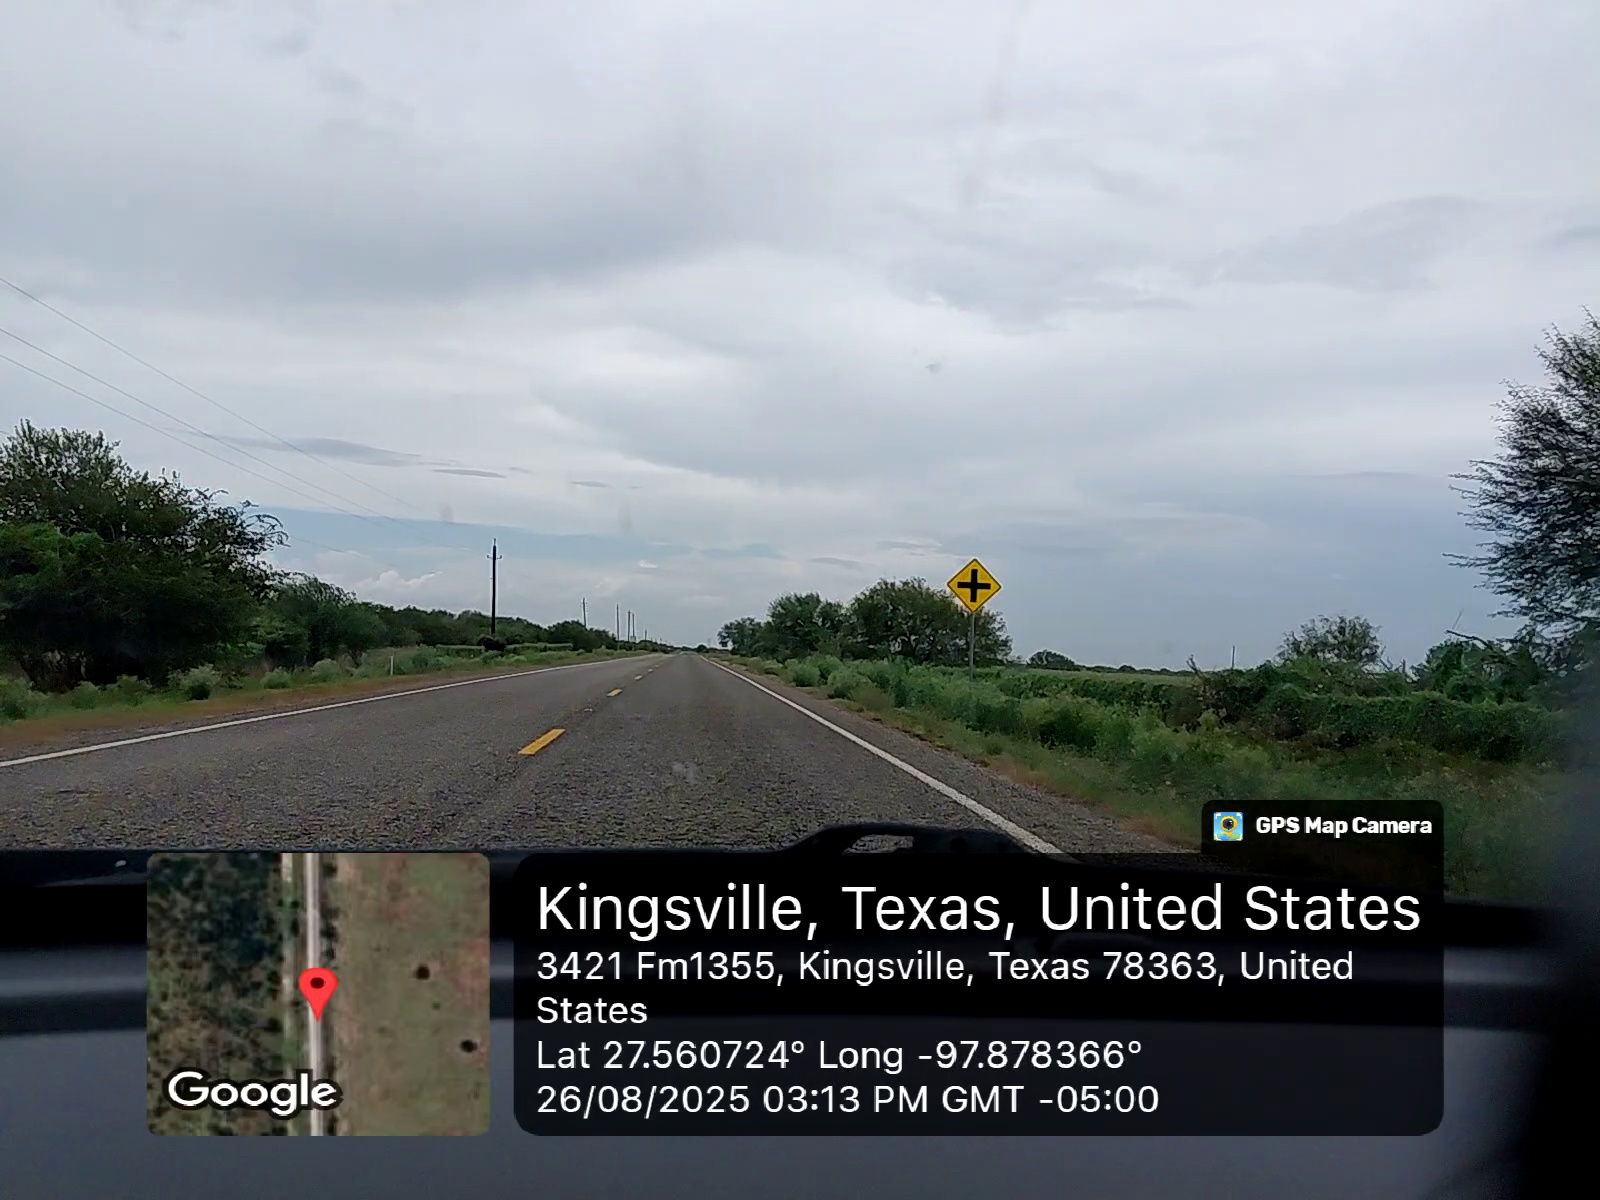 GPS Map Camera
Kingsville, Texas, United States
3421 Fm1355, Kingsville, Texas 78363, United
States
Lat 27.560724° Long -97.878366°
26/08/2025 03:13 PM GMT -05:00
Google